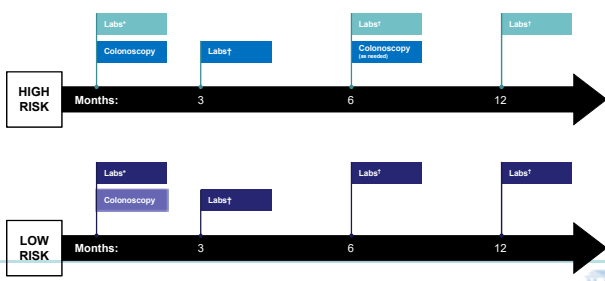 Labs*
Labs†
Labs†
Colonoscopy
Labs†
Colonoscopy
(as needed)
HIGH
RISK
Months:
3
6
12
Labs*
Labs†
Labs†
Colonoscopy
Labs†
LOW
RISK
Months:
3
6
12